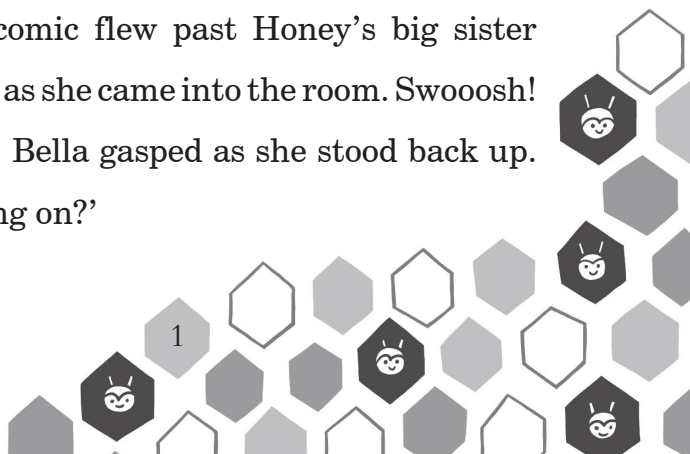 comic flew past Honey’s big sister
as she came into the room. Swooosh!
Bella gasped as she stood back up.
ng on?’
1